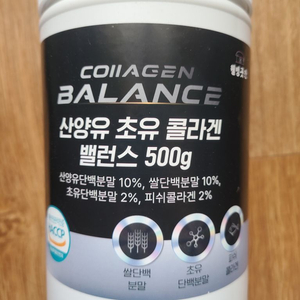 COllAGEN
BALANCE
산양유 초유 콜라겐
밸런스 500g
산양유단백분말 10%, 쌀단백분말 10%,
초유단백분말 2%, 피쉬콜라겐 2%
HACCP
쌀단백
분말
초유
단백분말